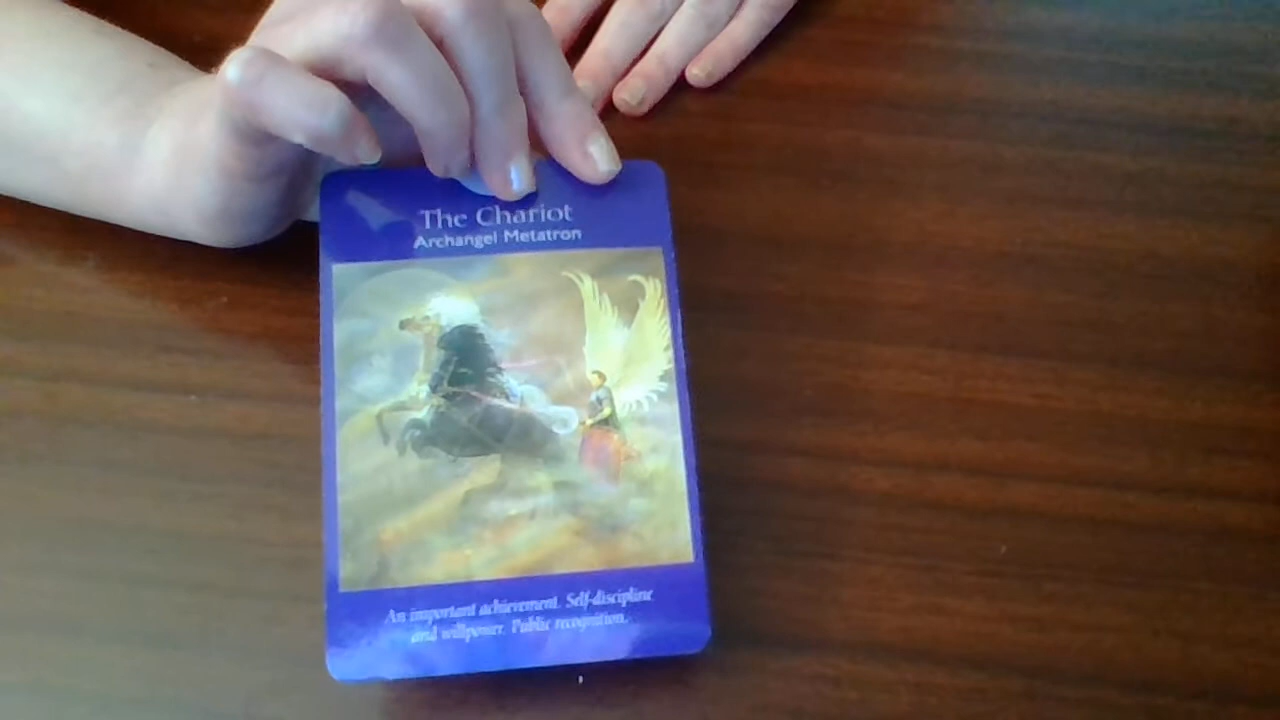 The Chariot
Archangel Metatron
An important achievement. Self-discipline
and willpower. Public recognition.